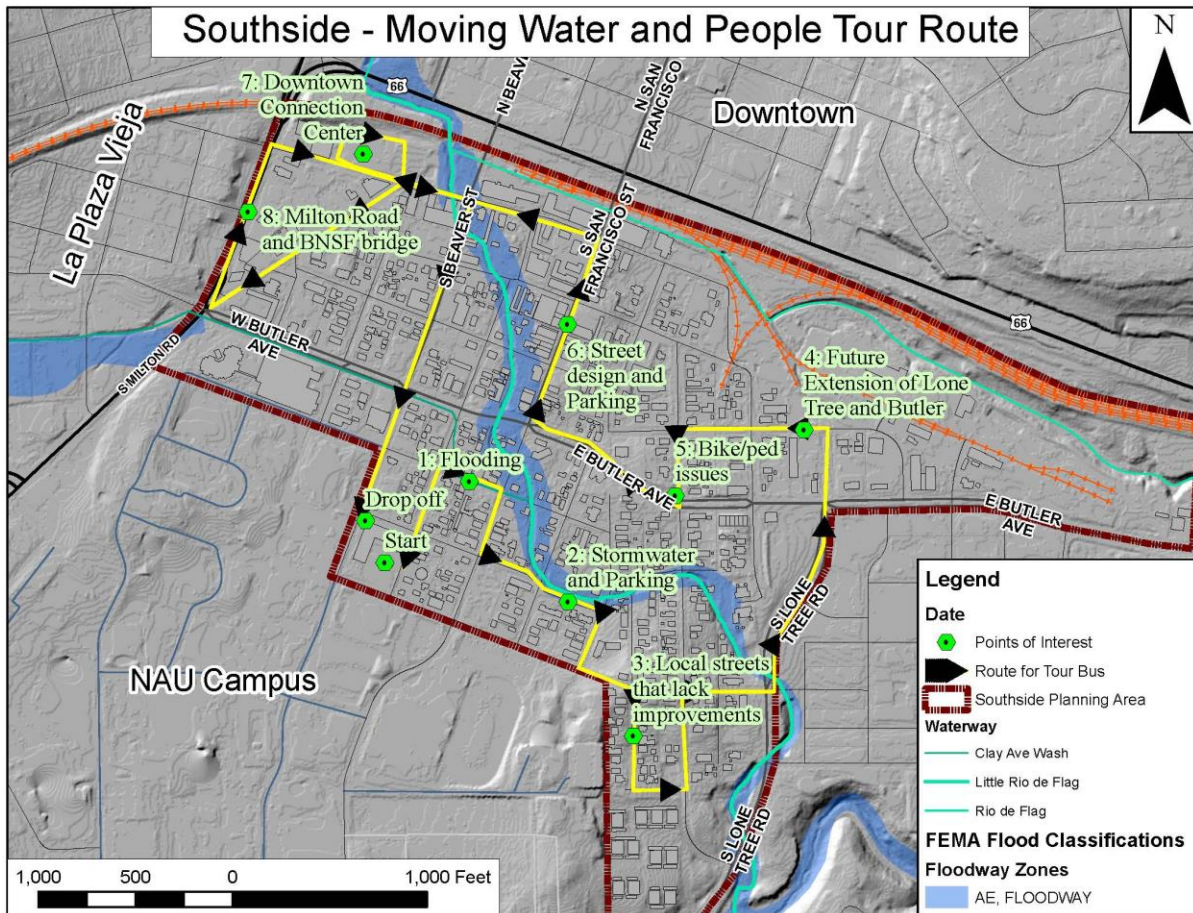 Southside - Moving Water and People Tour Route
N
7: Downtown
Connection
Center
66
N BEAVER
N SAN
FRANCISCO
Downtown
La Plaza Vieja
8: Milton Road
and BNSF bridge
S BEAVER ST
S SAN
FRANCISCO ST
66
W BUTLER
AVE
S MILTON RD
6: Street
design and
Parking
4: Future
Extension of Lone
Tree and Butler
1: Flooding
5: Bike/ped
issues
E BUTLER AVE
Drop off
Start
E BUTLER
AVE
2: Stormwater
and Parking
S LONE
TREE RD
NAU Campus
3: Local streets
that lack
improvements
S LONE
TREE RD
Legend
Date
Points of Interest
Route for Tour Bus
Southside Planning Area
Waterway
Clay Ave Wash
Little Rio de Flag
Rio de Flag
FEMA Flood Classifications
Floodway Zones
AE, FLOODWAY
1,000 500 0 1,000 Feet